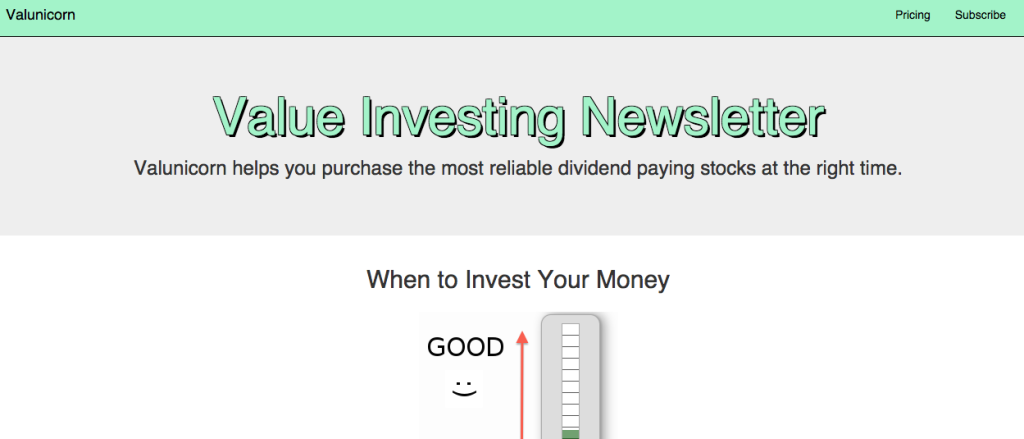 Valunicorn
Pricing
Subscribe
Value Investing Newsletter
Valunicorn helps you purchase the most reliable dividend paying stocks at the right time.
When to Invest Your Money
GOOD
:)